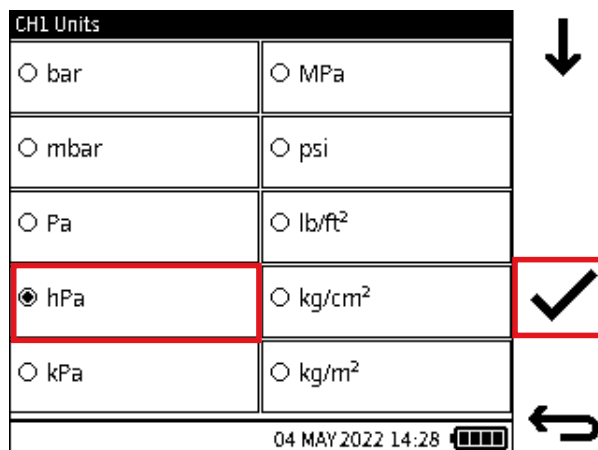 CH1 Units
bar MPa
mbar psi
Pa lb/ft²
hPa kg/cm²
kPa kg/m²
04 MAY 2022 14:28